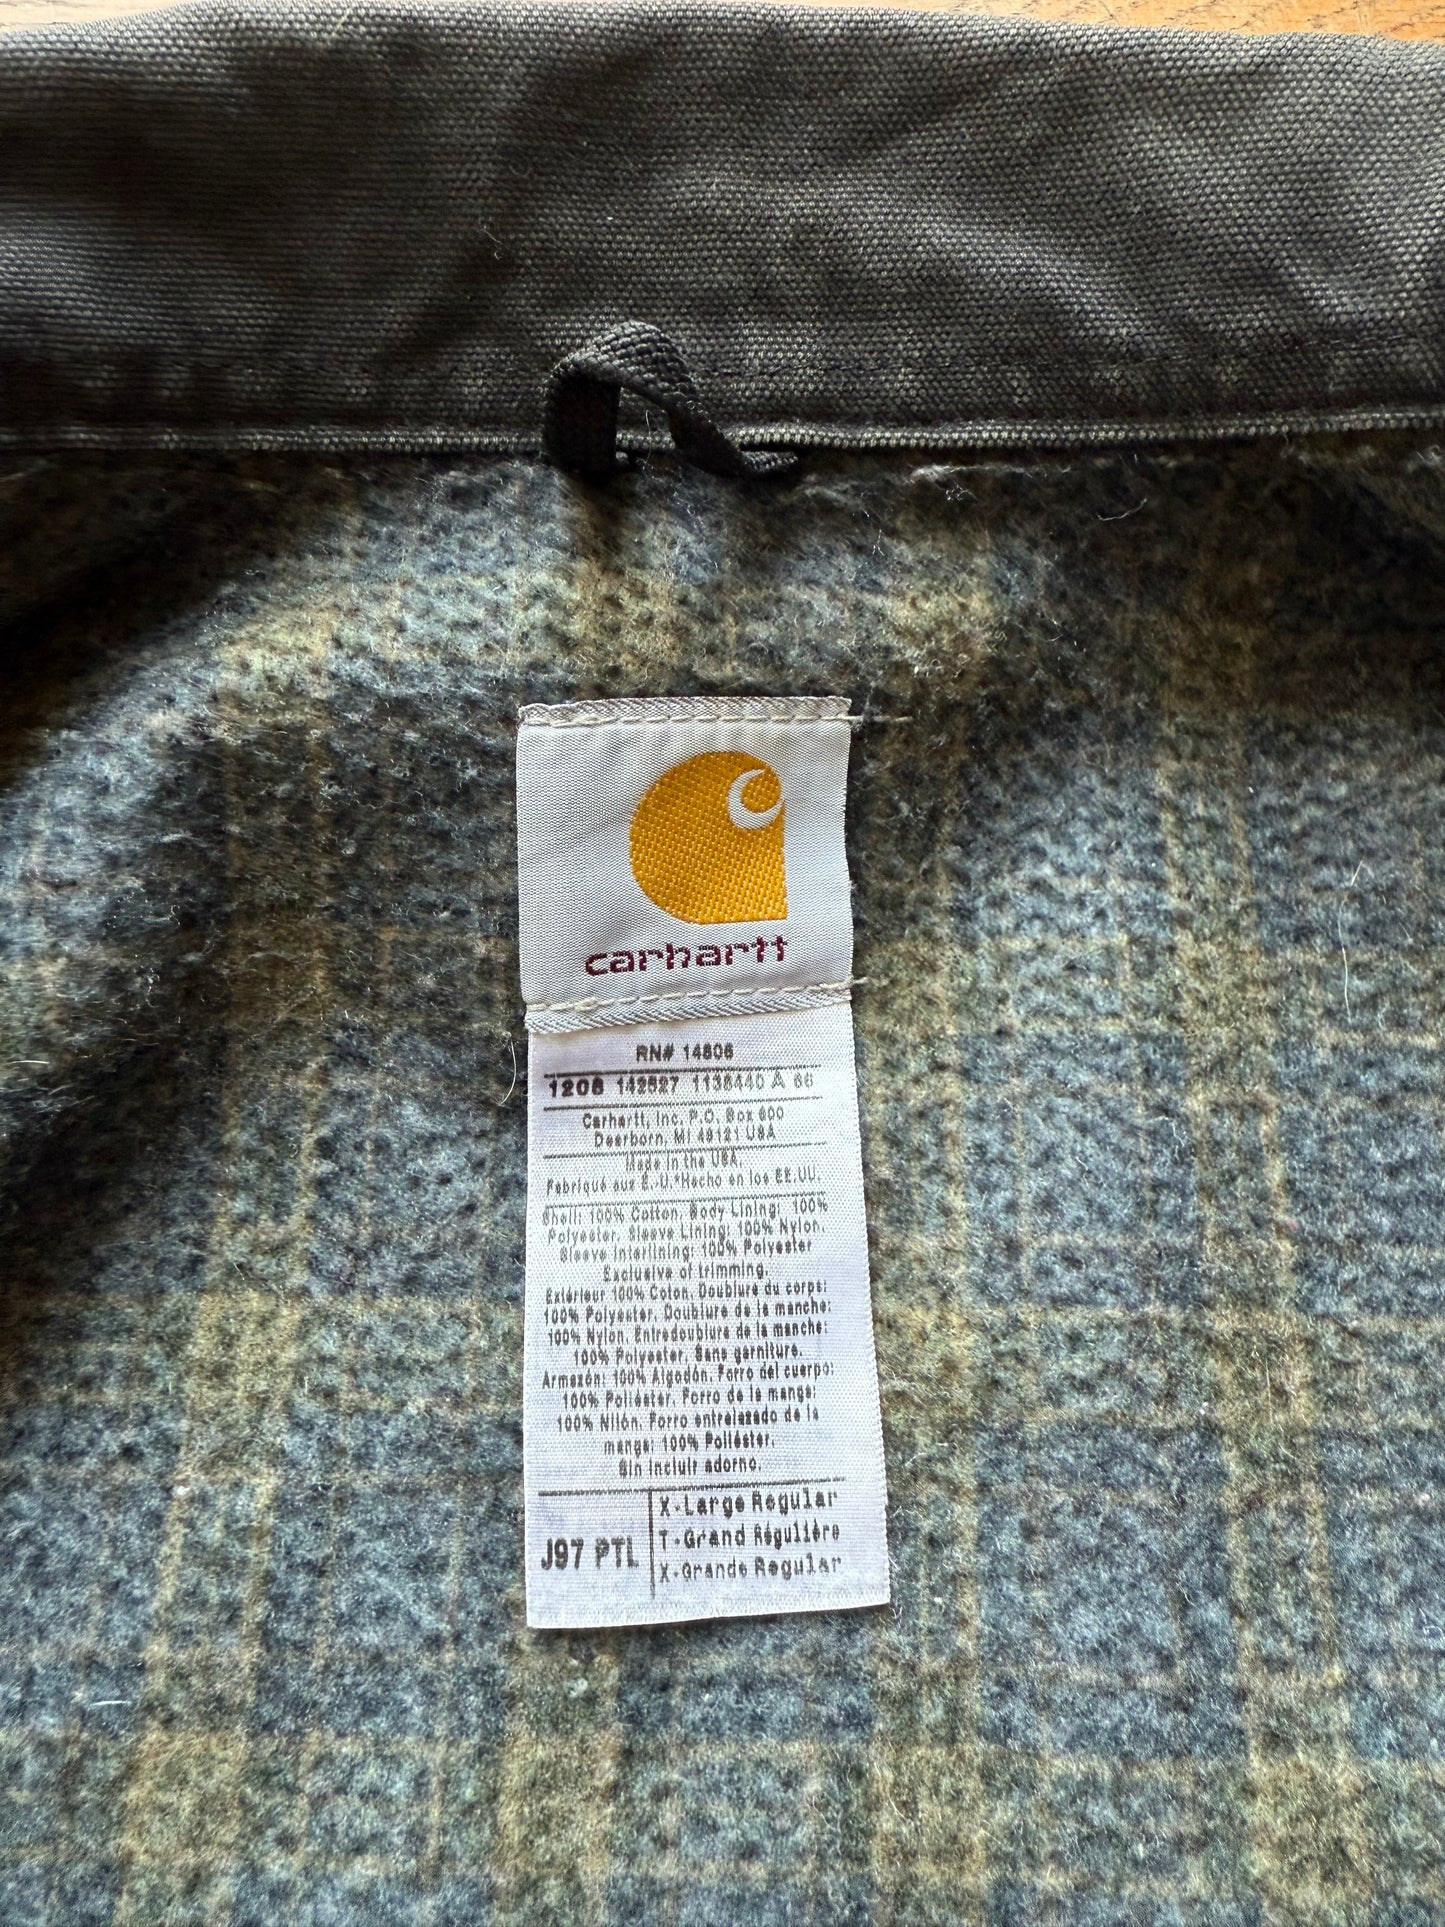 carhartt
RN# 14806
1208 142827 1138440 A 66
Carhartt, Inc. P.O. Box 600
Dearborn, MI 48121 USA
Made in the USA.
Fabriqué aux É.-U.*Hecho en los EE.UU.
Shell: 100% Cotton. Body Lining: 100%
Polyester. Sleeve Lining: 100% Nylon.
Sleeve Interlining: 100% Polyester
Exclusive of trimming.
Extérieur 100% Coton. Doublure du corps:
100% Polyester. Doublure de la manche:
100% Nylon. Entredoublure de la manche:
100% Polyester. Sans garniture.
Armazón: 100% Algodón. Forro del cuerpo:
100% Poliéster. Forro de la manga:
100% Nilón. Forro entrelazado de la
manga: 100% Poliéster.
Sin incluir adorno.
J97 PTL
X-Large Regular
T-Grand Régulière
X-Grande Regular